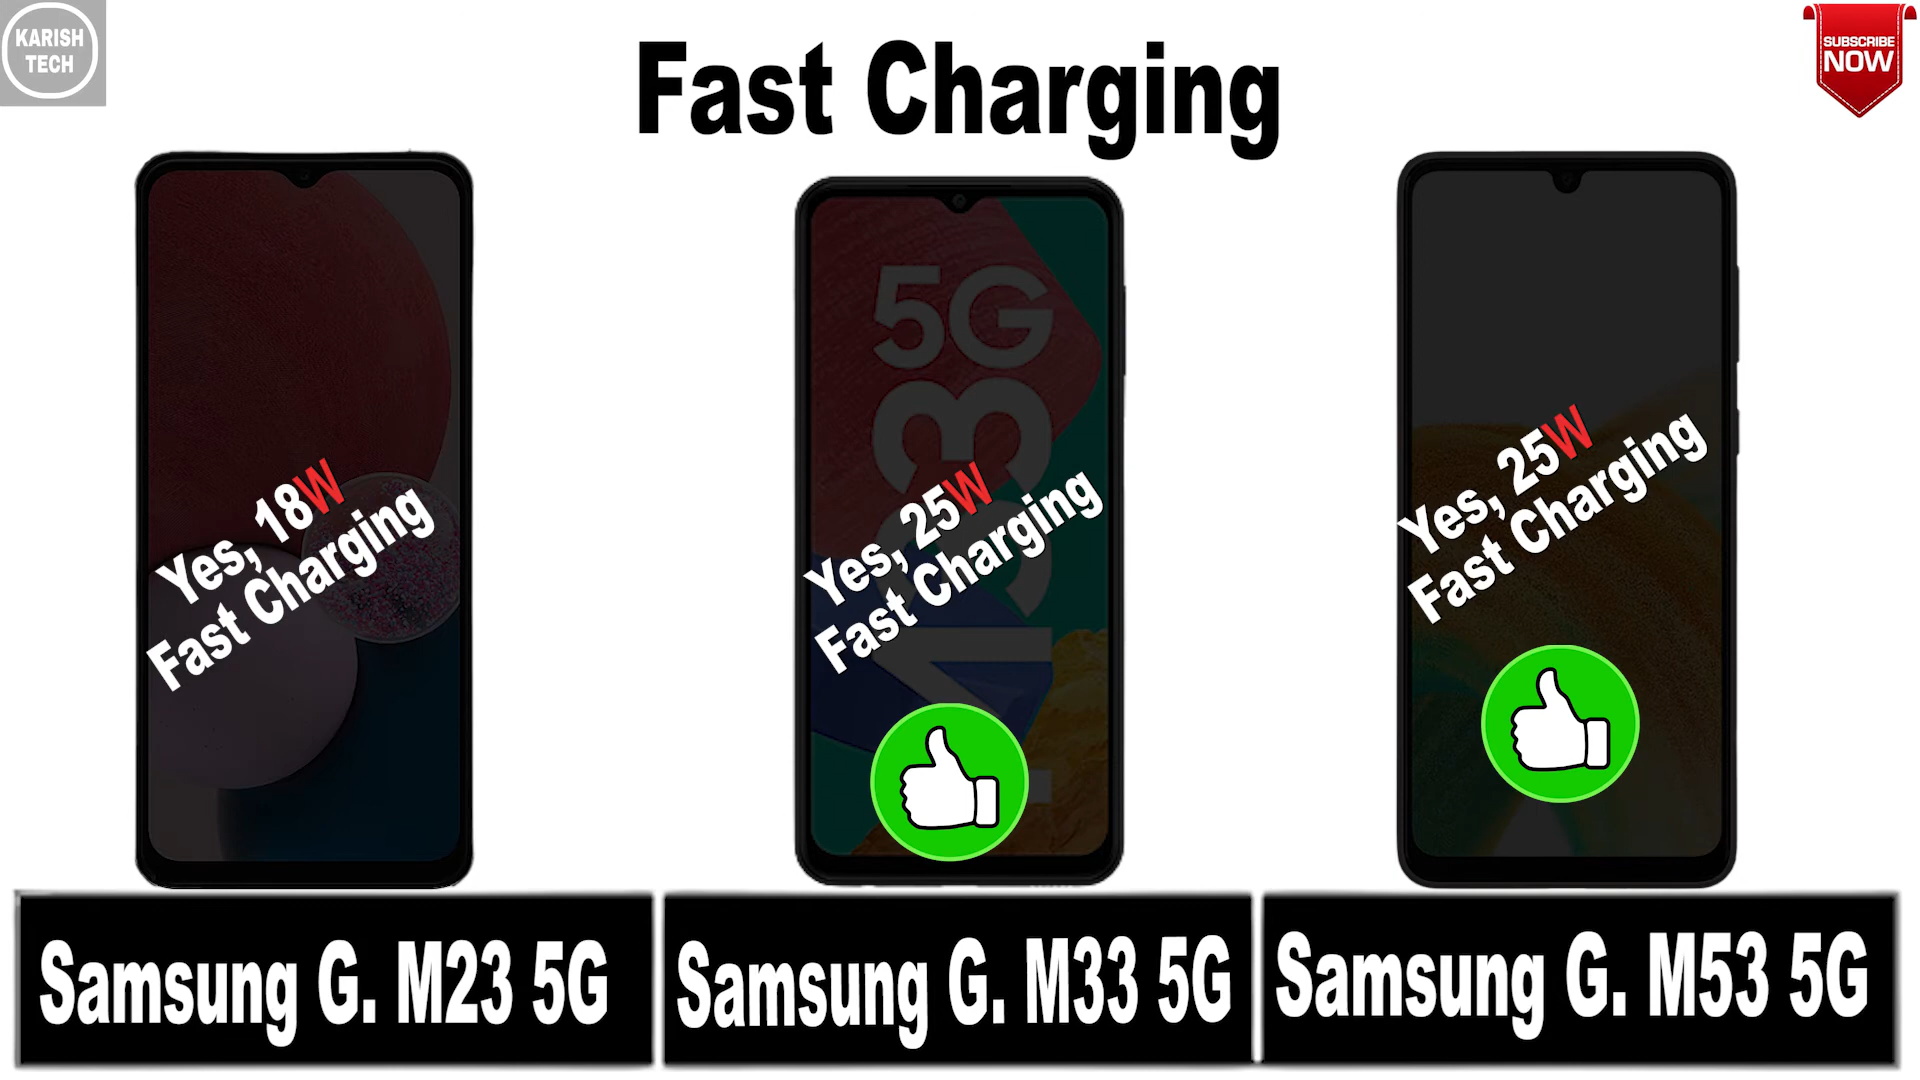 KARISH
TECH
Fast Charging
SUBSCRIBE
NOW
Yes, 18W
Fast Charging
5G
M33
Yes, 25W
Fast Charging
Yes, 25W
Fast Charging
Samsung G. M23 5G
Samsung G. M33 5G
Samsung G. M53 5G